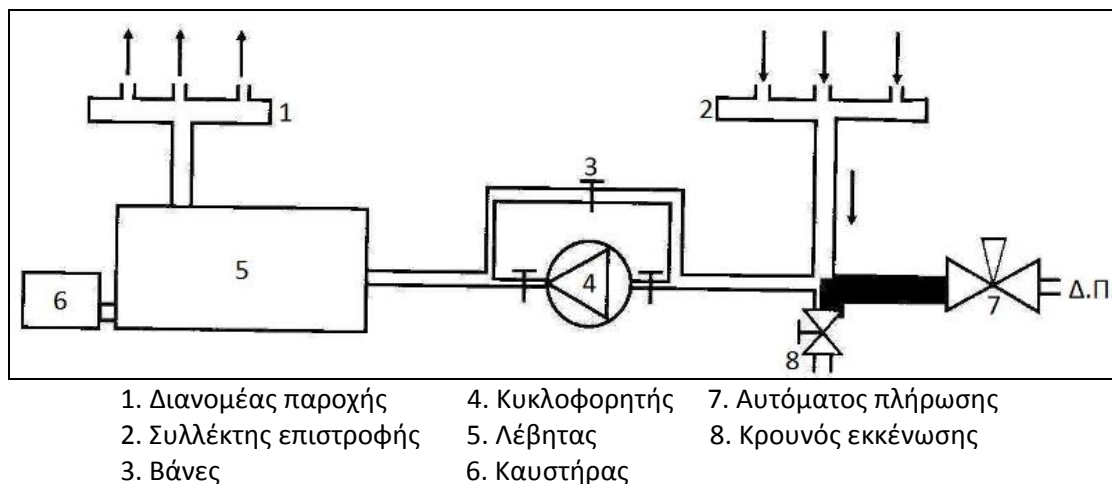 1
2
3
4
5
6
7
8
Δ.Π
1. Διανομέας παροχής 4. Κυκλοφορητής 7. Αυτόματος πλήρωσης
2. Συλλέκτης επιστροφής 5. Λέβητας 8. Κρουνός εκκένωσης
3. Βάνες 6. Καυστήρας